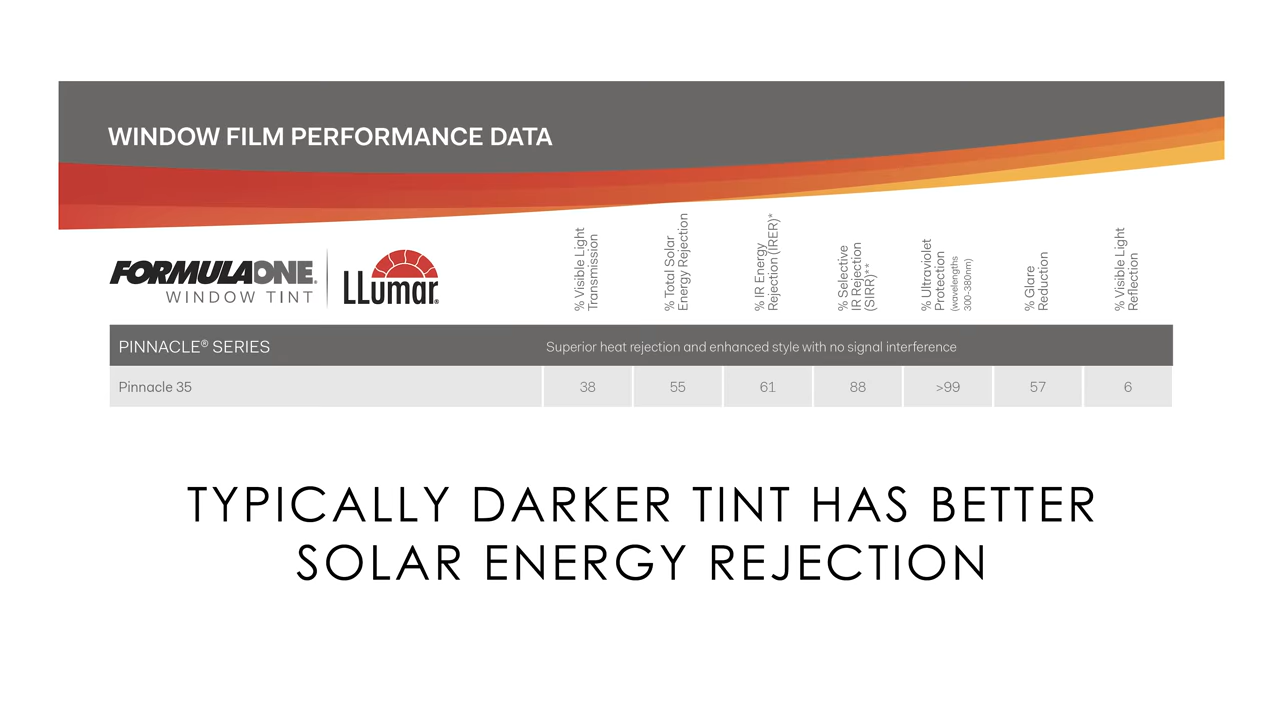 WINDOW FILM PERFORMANCE DATA
FORMULAONE®
WINDOW TINT
LLumar®
% Visible Light
Transmission
% Total Solar
Energy Rejection
% IR Energy
Rejection (IRER)*
% Selective
IR Rejection
(SIRR)**
% Ultraviolet
Protection
(wavelengths
300-380nm)
% Glare
Reduction
% Visible Light
Reflection
PINNACLE® SERIES Superior heat rejection and enhanced style with no signal interference
Pinnacle 35 38 55 61 88 >99 57 6
TYPICALLY DARKER TINT HAS BETTER
SOLAR ENERGY REJECTION